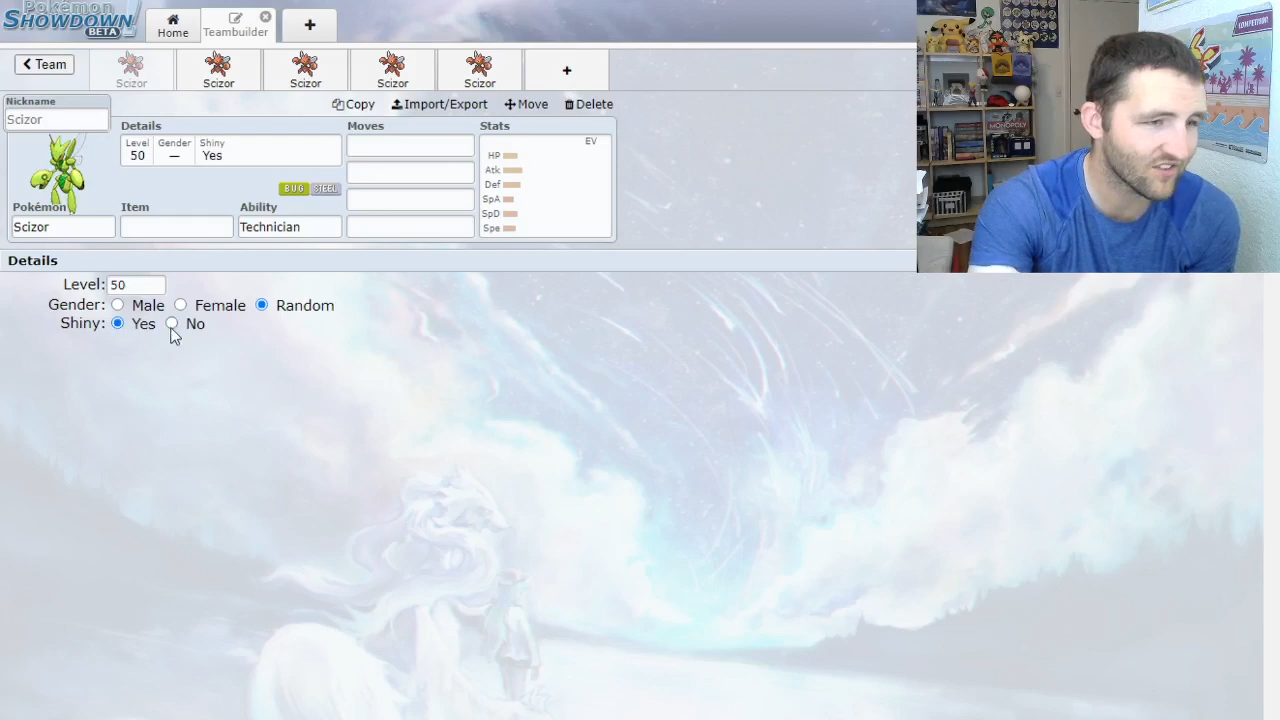 Pokémon
SHOWDOWN
BETA
Home
Teambuilder
+
Team
Scizor
Scizor
Scizor
Scizor
Scizor
+
Nickname
Scizor
Copy
Import/Export
Move
Delete
Details
Level
50
Gender
—
Shiny
Yes
BUG
STEEL
Pokémon
Scizor
Item
Ability
Technician
Moves
Stats
EV
HP
Atk
Def
SpA
SpD
Spe
Details
Level: 50
Gender: Male Female Random
Shiny: Yes No
MONOPOLY